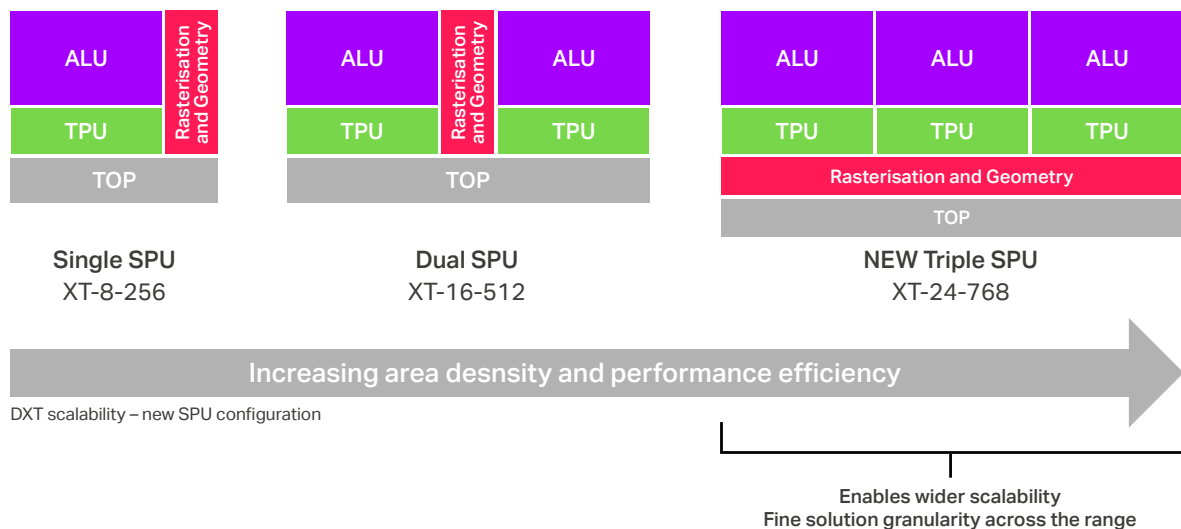 ALU
Rasterisation
and Geometry
TPU
TOP
Single SPU
XT-8-256
ALU
Rasterisation
and Geometry
ALU
TPU
TPU
TOP
Dual SPU
XT-16-512
ALU
ALU
ALU
TPU
TPU
TPU
Rasterisation and Geometry
TOP
NEW Triple SPU
XT-24-768
Increasing area desnsity and performance efficiency
DXT scalability – new SPU configuration
Enables wider scalability
Fine solution granularity across the range